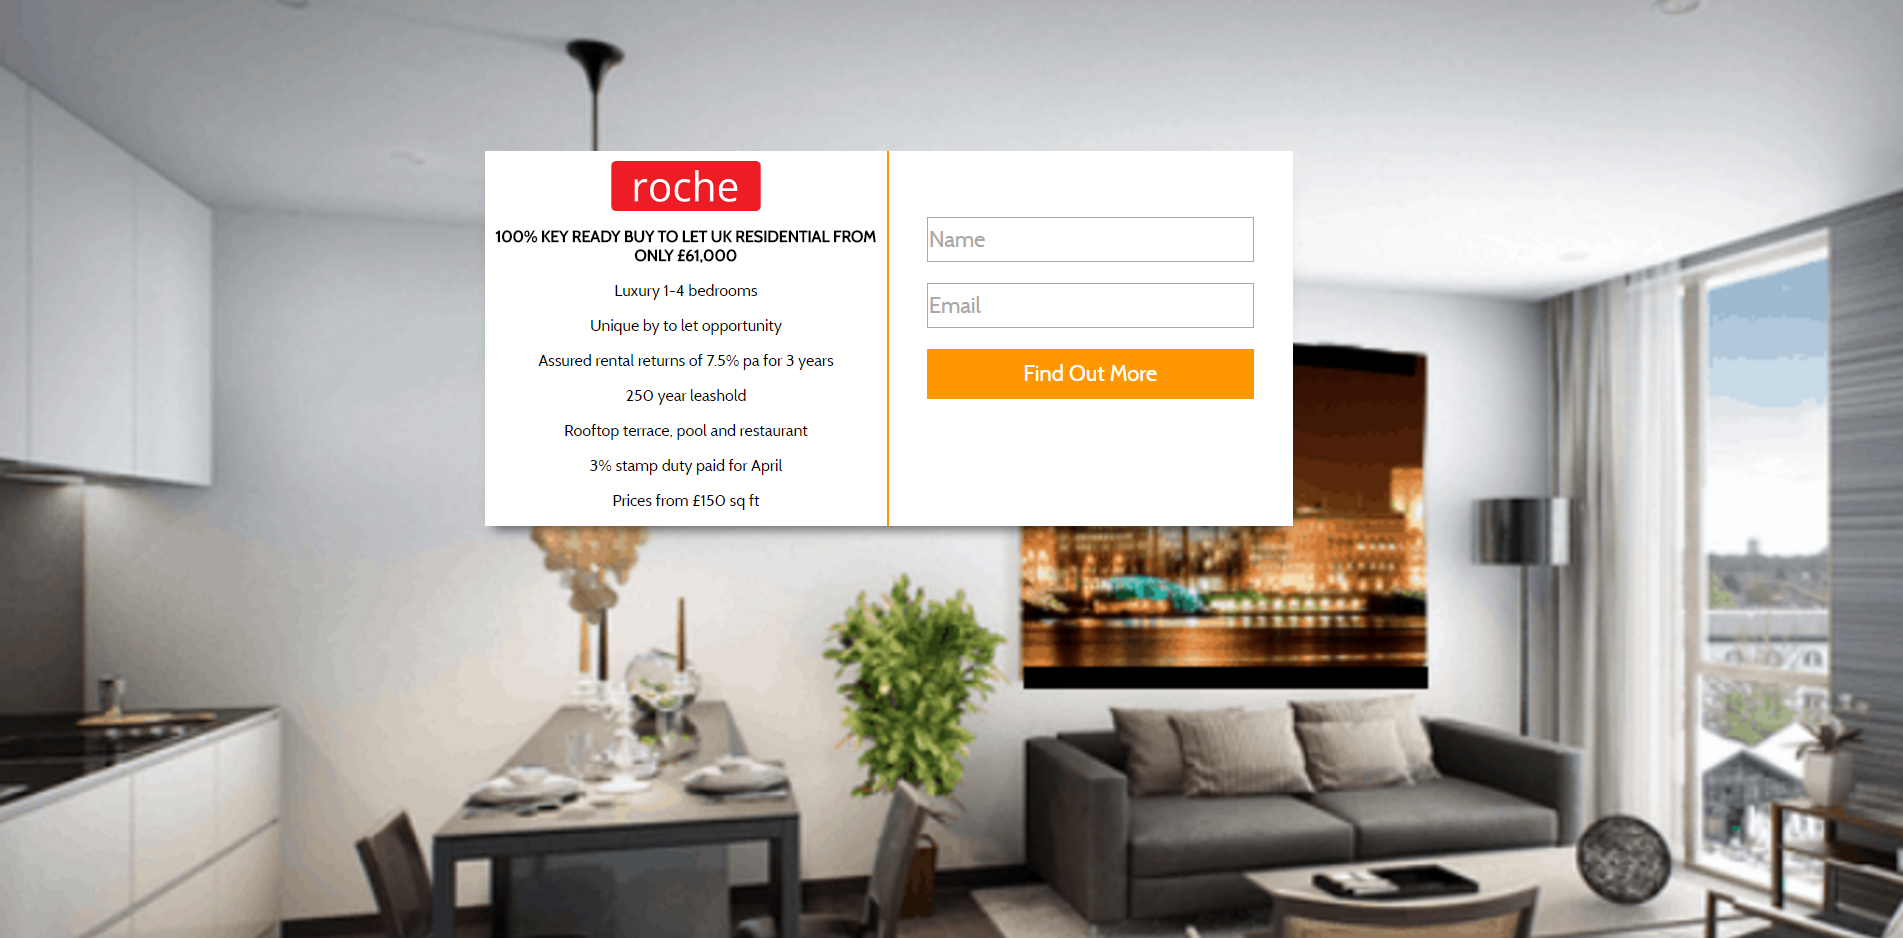 roche
100% KEY READY BUY TO LET UK RESIDENTIAL FROM
ONLY £61,000
Luxury 1-4 bedrooms
Unique by to let opportunity
Assured rental returns of 7.5% pa for 3 years
250 year leashold
Rooftop terrace, pool and restaurant
3% stamp duty paid for April
Prices from £150 sq ft
Name
Email
Find Out More